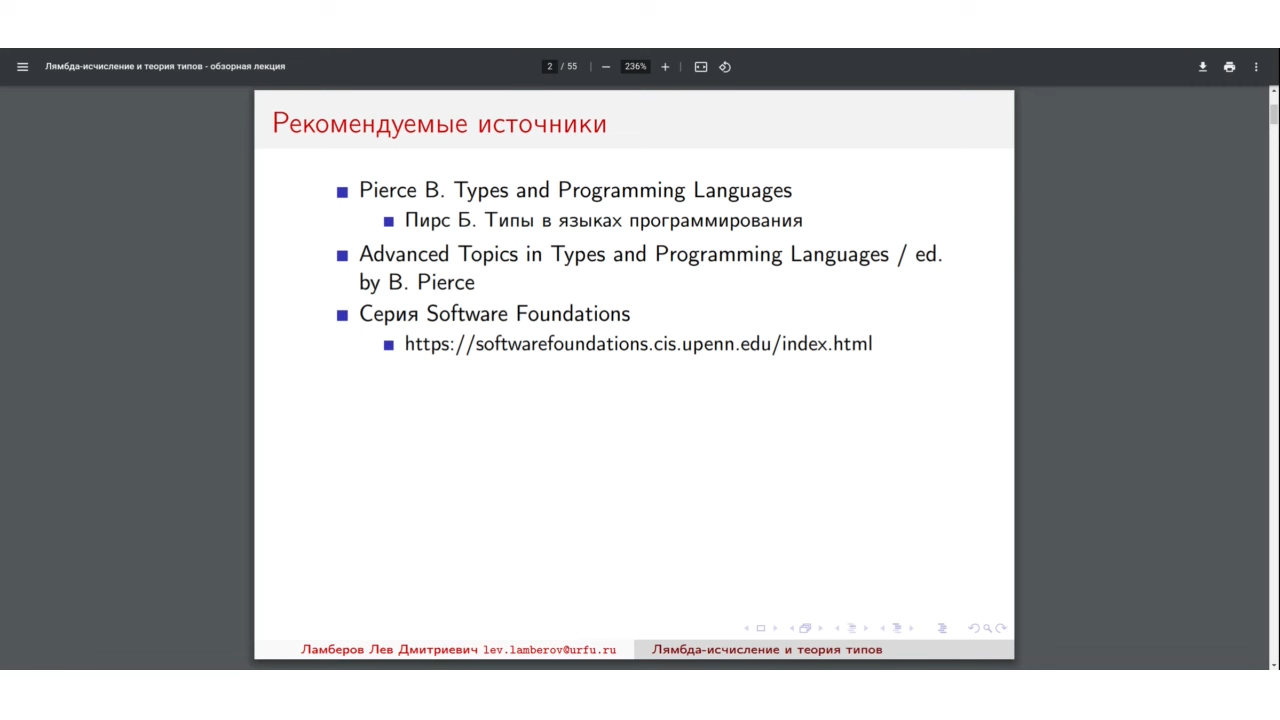 Лямбда-исчисление и теория типов - обзорная лекция
2 / 55
236%
Рекомендуемые источники
Pierce B. Types and Programming Languages
Пирс Б. Типы в языках программирования
Advanced Topics in Types and Programming Languages / ed.
by B. Pierce
Серия Software Foundations
https://softwarefoundations.cis.upenn.edu/index.html
Ламберов Лев Дмитриевич lev.lamberov@urfu.ru
Лямбда-исчисление и теория типов